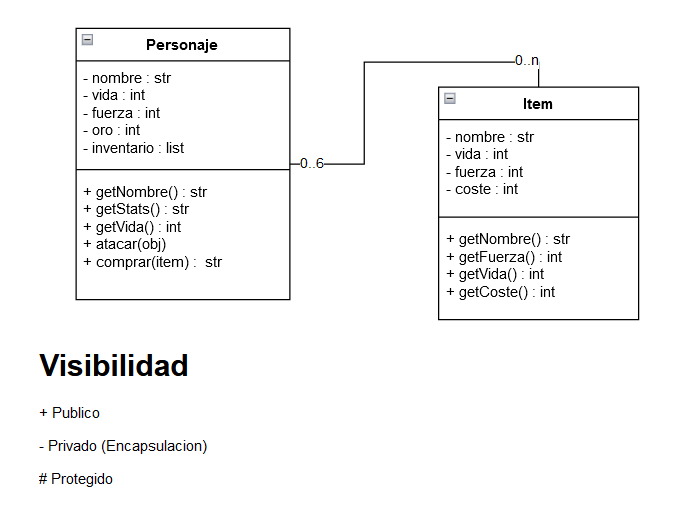 Personaje
- nombre : str
- vida : int
- fuerza : int
- oro : int
- inventario : list
+ getNombre() : str
+ getStats() : str
+ getVida() : int
+ atacar(obj)
+ comprar(item) :  str
0..6
0..n
Item
- nombre : str
- vida : int
- fuerza : int
- coste : int
+ getNombre() : str
+ getFuerza() : int
+ getVida() : int
+ getCoste() : int
Visibilidad
+ Publico
- Privado (Encapsulacion)
# Protegido